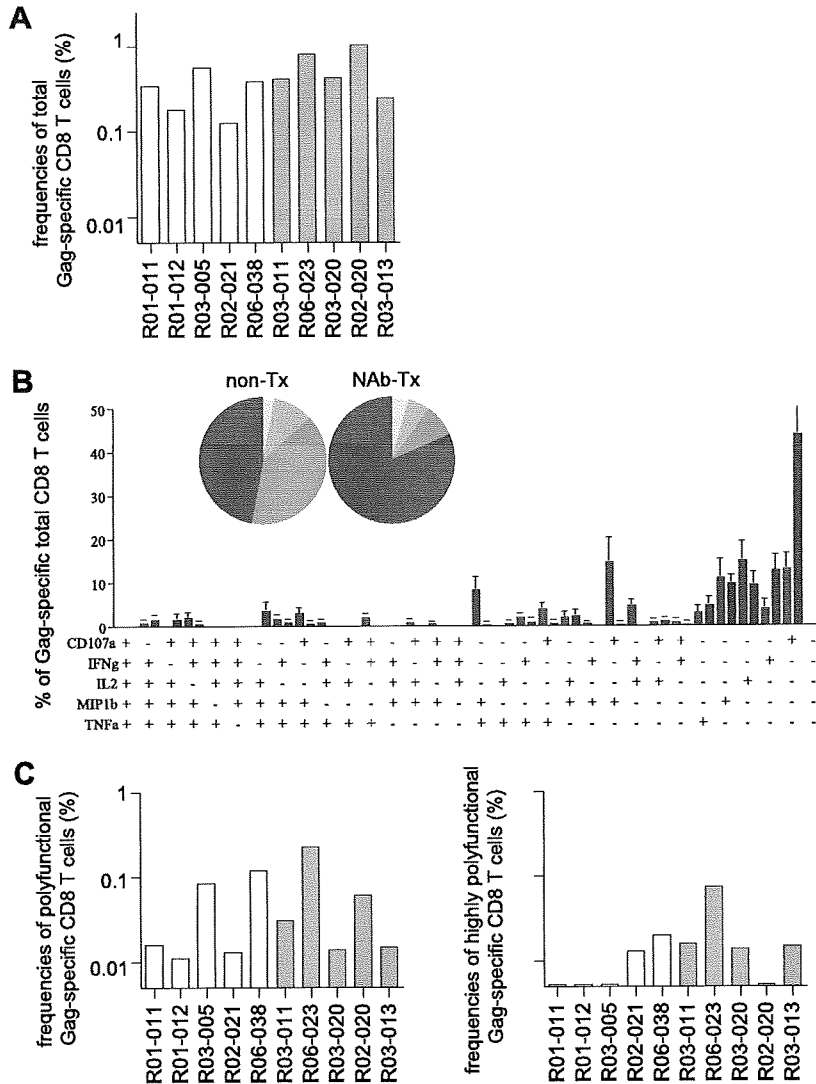 A
frequencies of total
Gag-specific CD8 T cells (%)
1
0.1
0.01
R01-011
R01-012
R03-005
R02-021
R06-038
R03-011
R06-023
R03-020
R02-020
R03-013
B
non-Tx
NAb-Tx
% of Gag-specific total CD8 T cells
50
40
30
20
10
0
CD107a + - + + + + - - + - + + - + + + - - - + - - + - + + - - - - + -
IFNg + + - + + + - + - + - + + - + + - - + - - + - + - + - - - + - -
IL2 + + + - + + + - - + + - + + - + - + - - + - - + + - - - + - - -
MIP1b + + + + + - + + + - - - + + + - + - - - + + + - - - - + - - - -
TNFa + + + + - + + + + + + + - - - - + + + + - - - - - - + - - - - -
C
frequencies of polyfunctional
Gag-specific CD8 T cells (%)
1
0.1
0.01
R01-011
R01-012
R03-005
R02-021
R06-038
R03-011
R06-023
R03-020
R02-020
R03-013
frequencies of highly polyfunctional
Gag-specific CD8 T cells (%)
R01-011
R01-012
R03-005
R02-021
R06-038
R03-011
R06-023
R03-020
R02-020
R03-013